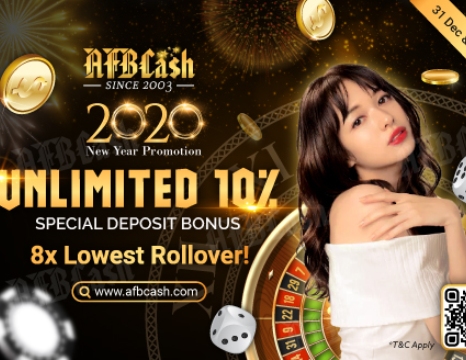 31 Dec &
AFBCa$h
SINCE 2003
2020
New Year Promotion
UNLIMITED 10%
SPECIAL DEPOSIT BONUS
8x Lowest Rollover!
www.afbcash.com
*T&C Apply